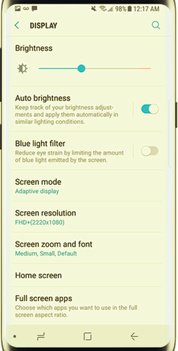 98% 12:17 AM
DISPLAY
Brightness
Auto brightness
Keep track of your brightness adjust-
ments and apply them automatically in
similar lighting conditions.
Blue light filter
Reduce eye strain by limiting the amount
of blue light emitted by the screen.
Screen mode
Adaptive display
Screen resolution
FHD+(2220x1080)
Screen zoom and font
Medium, Small, Default
Home screen
Full screen apps
Choose which apps you want to use in the full
screen aspect ratio.